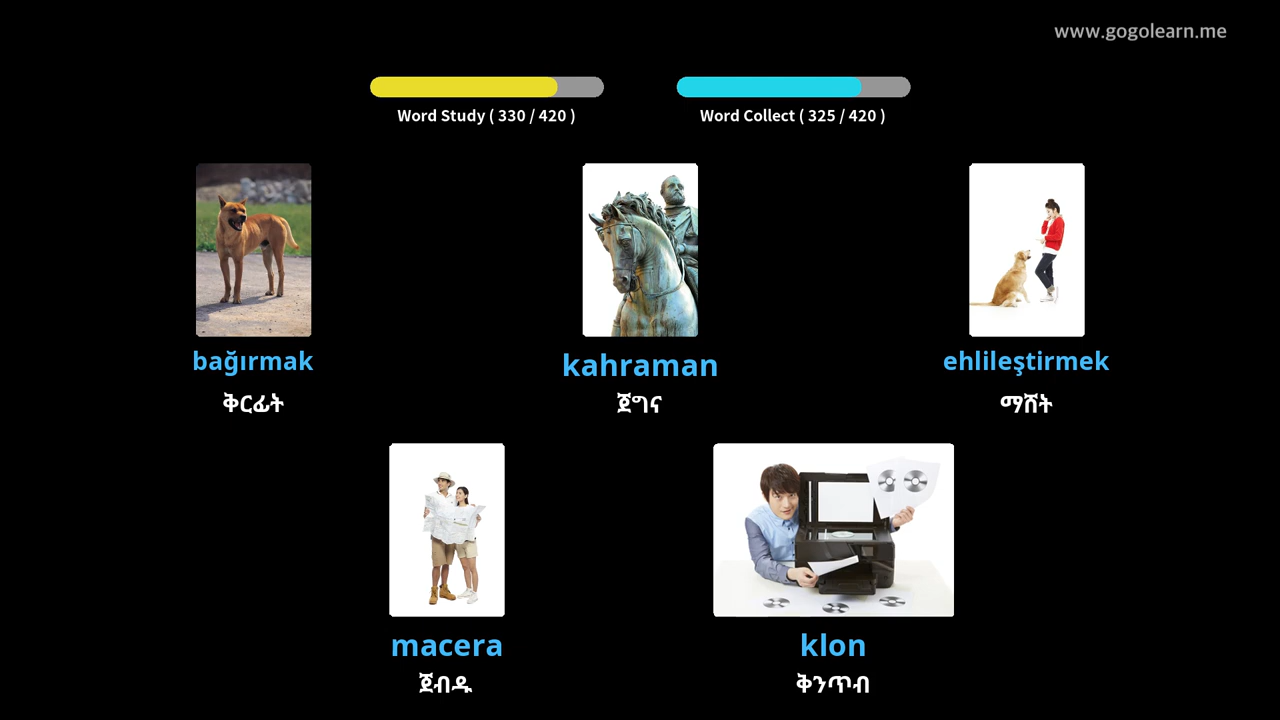 www.gogolearn.me
Word Study ( 330 / 420 )
Word Collect ( 325 / 420 )
bağırmak
ቅርፊት
kahraman
ጀግና
ehlileştirmek
ማሸት
macera
ጀብዱ
klon
ቅንጥብ